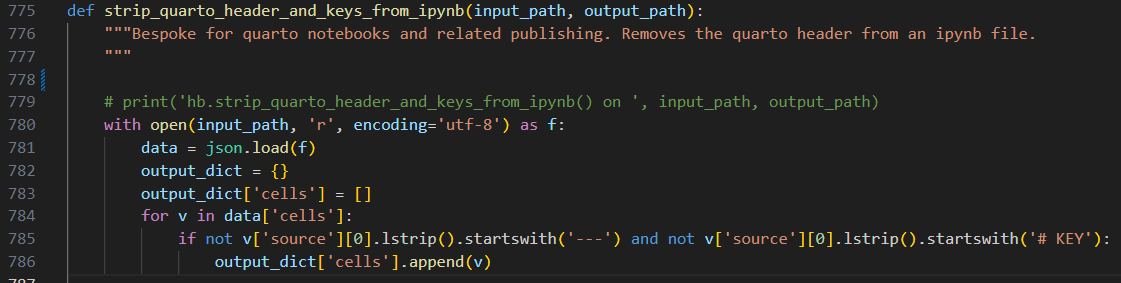 775 def strip_quarto_header_and_keys_from_ipynb(input_path, output_path):
776 """Bespoke for quarto notebooks and related publishing. Removes the quarto header from an ipynb file.
777 """
778
779 # print('hb.strip_quarto_header_and_keys_from_ipynb() on ', input_path, output_path)
780 with open(input_path, 'r', encoding='utf-8') as f:
781 data = json.load(f)
782 output_dict = {}
783 output_dict['cells'] = []
784 for v in data['cells']:
785 if not v['source'][0].lstrip().startswith('---') and not v['source'][0].lstrip().startswith('# KEY'):
786 output_dict['cells'].append(v)
787